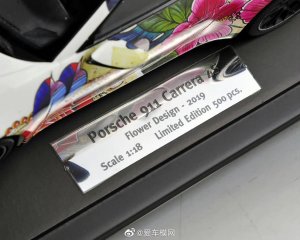 Porsche 911 Carrera 4
Flower Design - 2019
Scale 1:18 Limited Edition 500 pcs.
@爱车模网